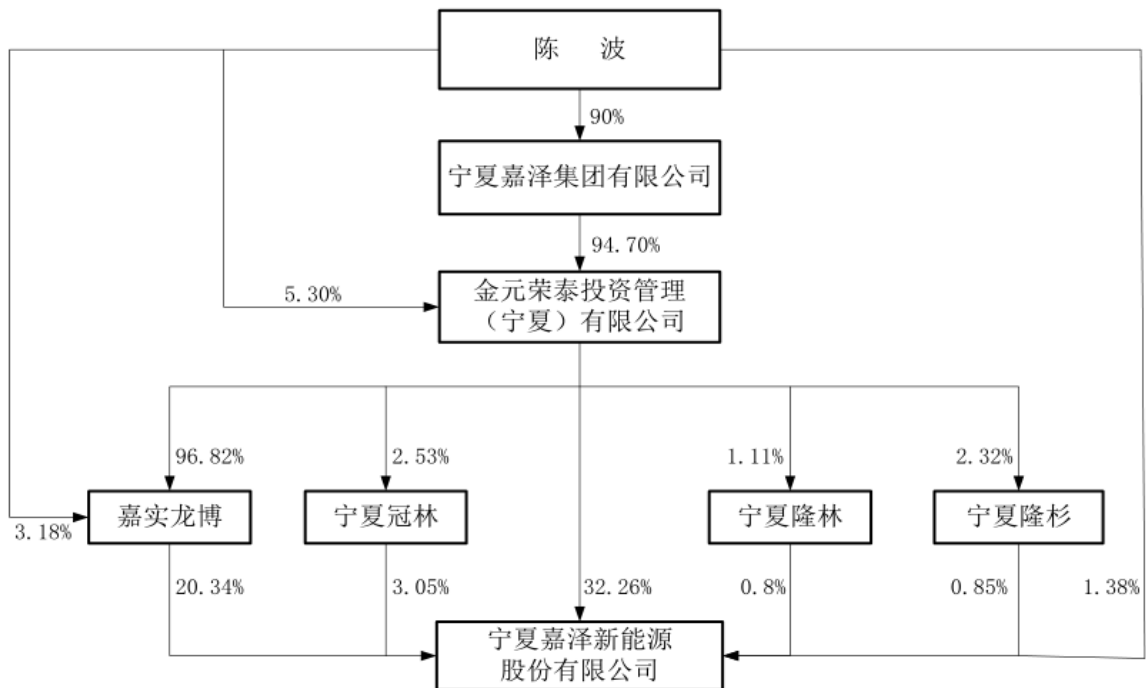 陈 波
90%
宁夏嘉泽集团有限公司
94.70%
5.30%
金元荣泰投资管理
（宁夏）有限公司
96.82%
2.53%
1.11%
2.32%
嘉实龙博
宁夏冠林
宁夏隆林
宁夏隆杉
3.18%
20.34%
3.05%
32.26%
0.8%
0.85%
1.38%
宁夏嘉泽新能源
股份有限公司